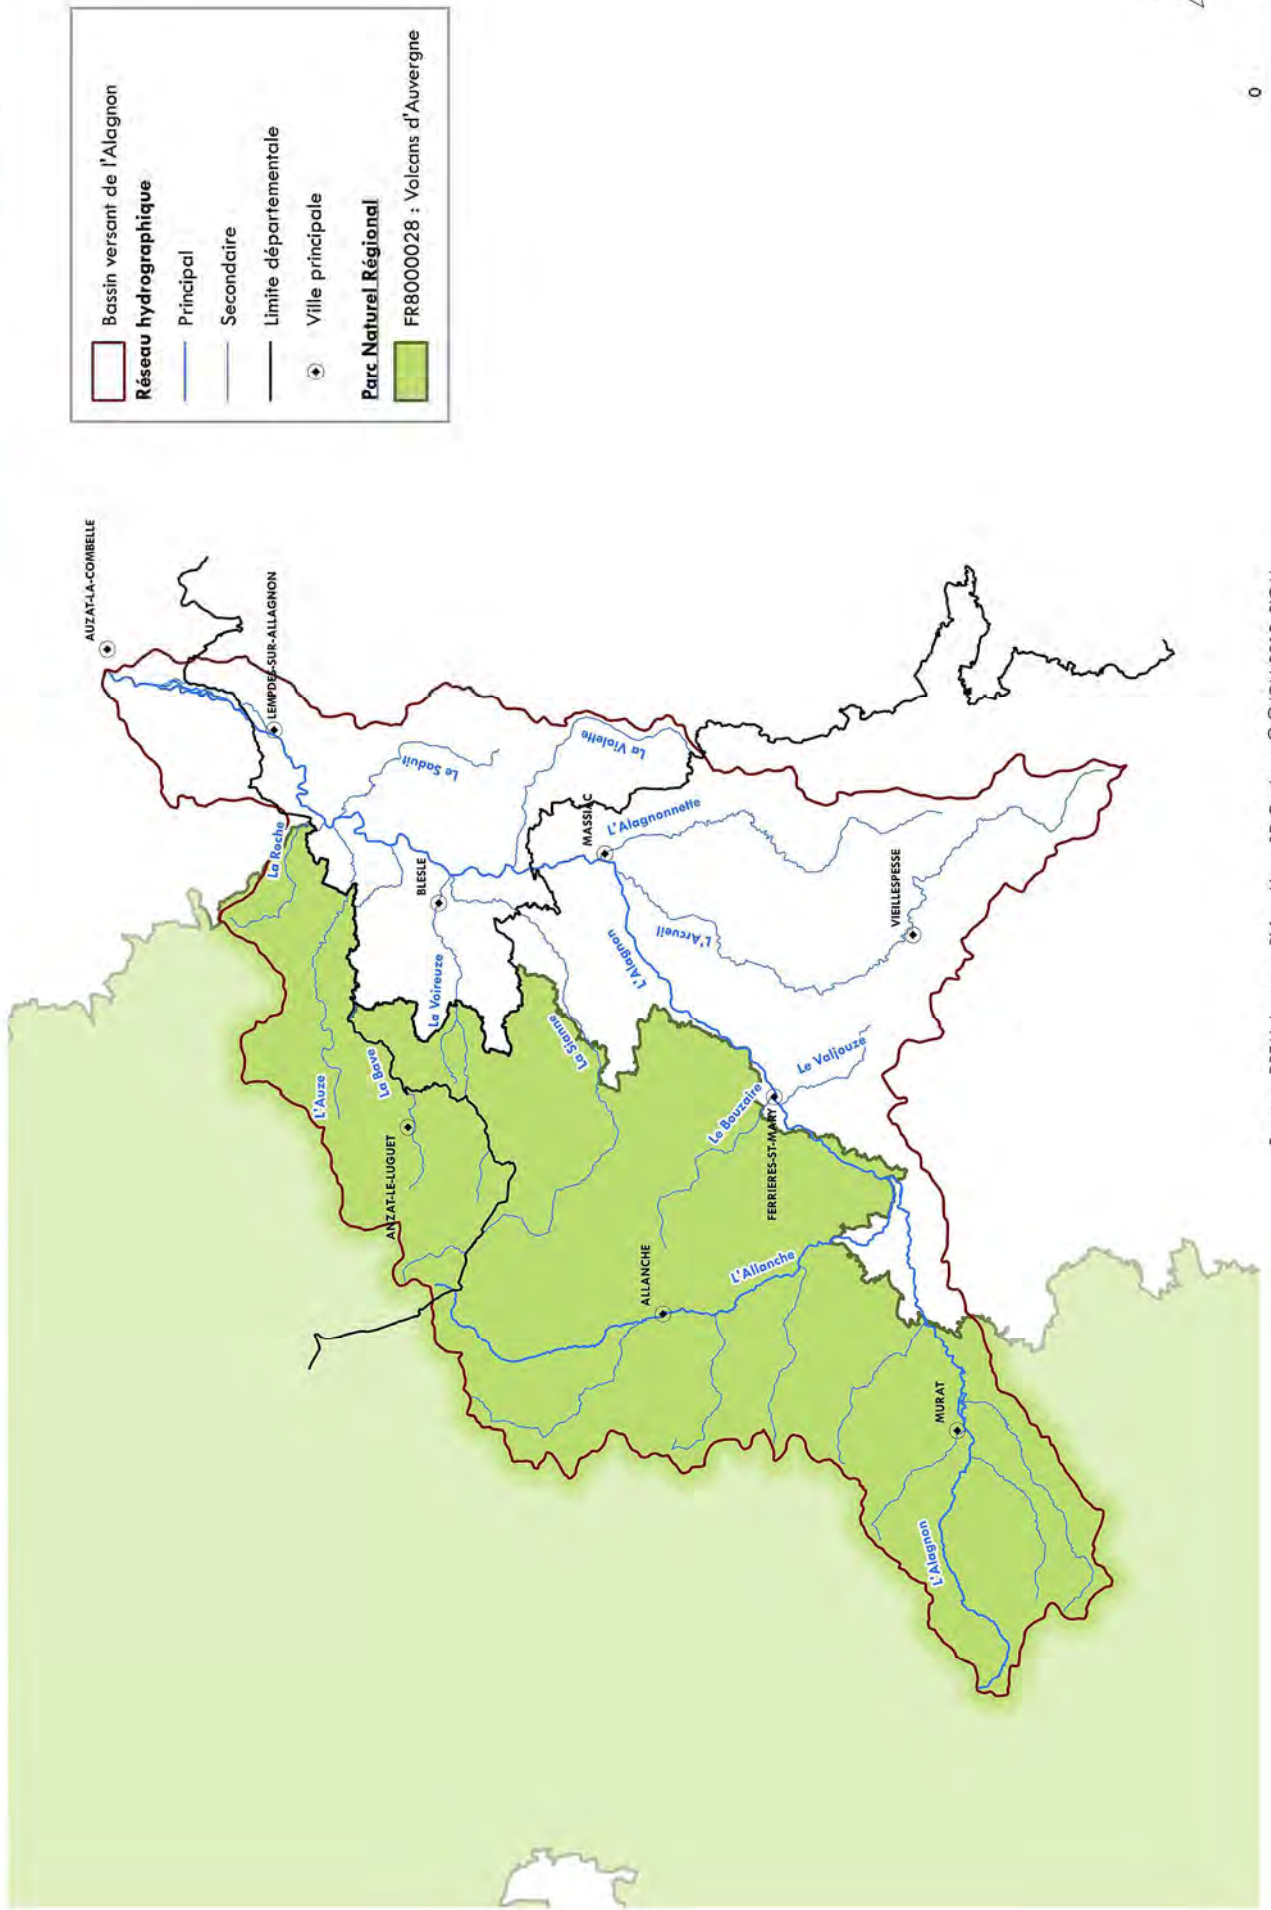 Bassin versant de l'Alagnon
Réseau hydrographique
Principal
Secondaire
Limite départementale
Ville principale
Parc Naturel Régional
FR8000028 : Volcans d'Auvergne
AUZAT-LA-COMBELLE
LEMPDES-SUR-ALLAGNON
La Roche
Le Saduit
La Violette
L'Auze
La Bave
BLESLE
La Voireuze
MASSIAC
L'Alagnonnette
ANZAT-LE-LUGUET
La Sianne
L'Alagnon
L'Arcueil
VIEILLESPESSE
Le Bouzaire
Le Valjouze
FERRIERES-ST-MARY
ALLANCHE
L'Allanche
MURAT
L'Alagnon
0